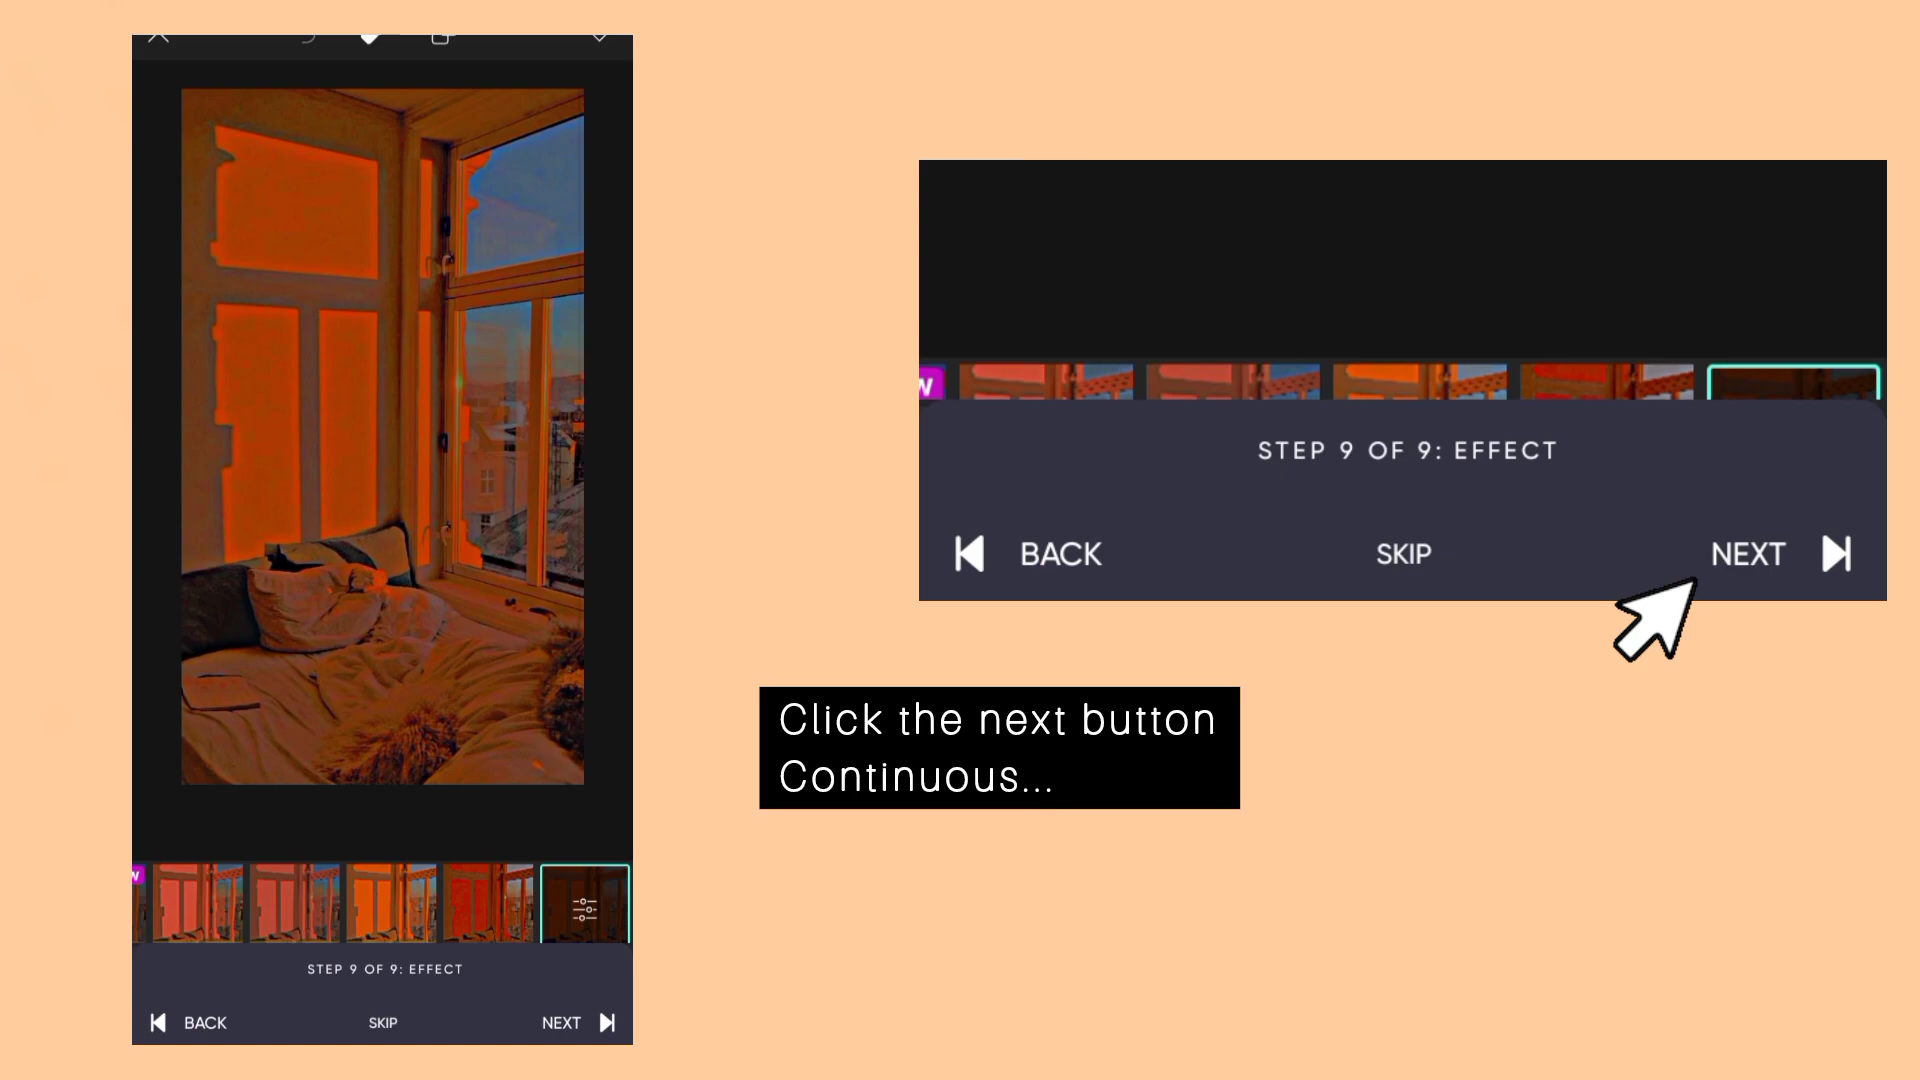 STEP 9 OF 9: EFFECT
BACK
SKIP
NEXT
STEP 9 OF 9: EFFECT
BACK
SKIP
NEXT
Click the next button
Continuous...